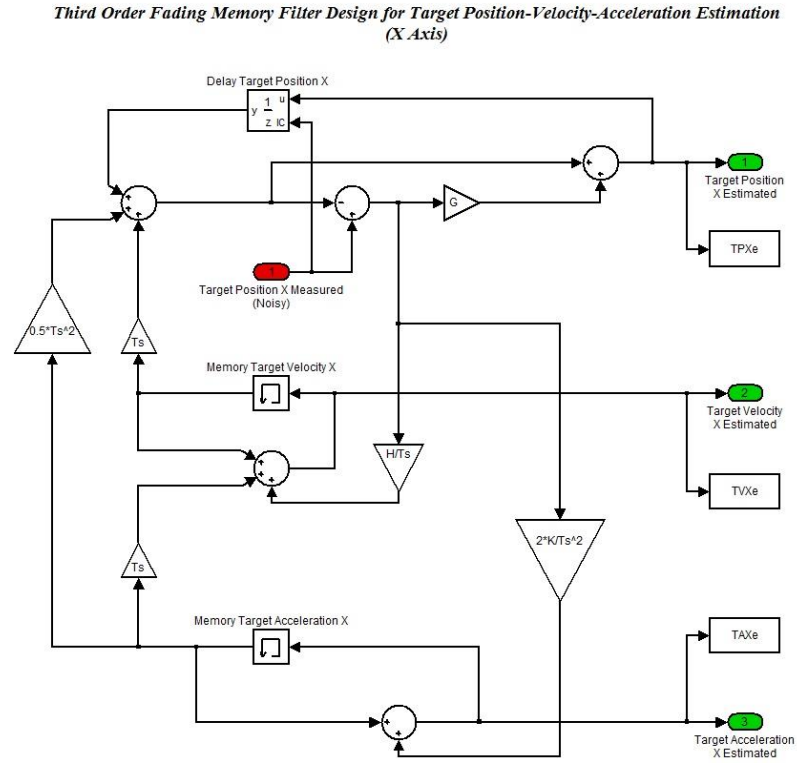 Third Order Fading Memory Filter Design for Target Position-Velocity-Acceleration Estimation
(X Axis)
Delay Target Position X
y 1 u
z IC
1
Target Position
X Estimated
G
TPXe
1
Target Position X Measured
(Noisy)
0.5*Ts^2
Ts
Memory Target Velocity X
2
Target Velocity
X Estimated
H/Ts
TVXe
2*K/Ts^2
Ts
Memory Target Acceleration X
TAXe
3
Target Acceleration
X Estimated